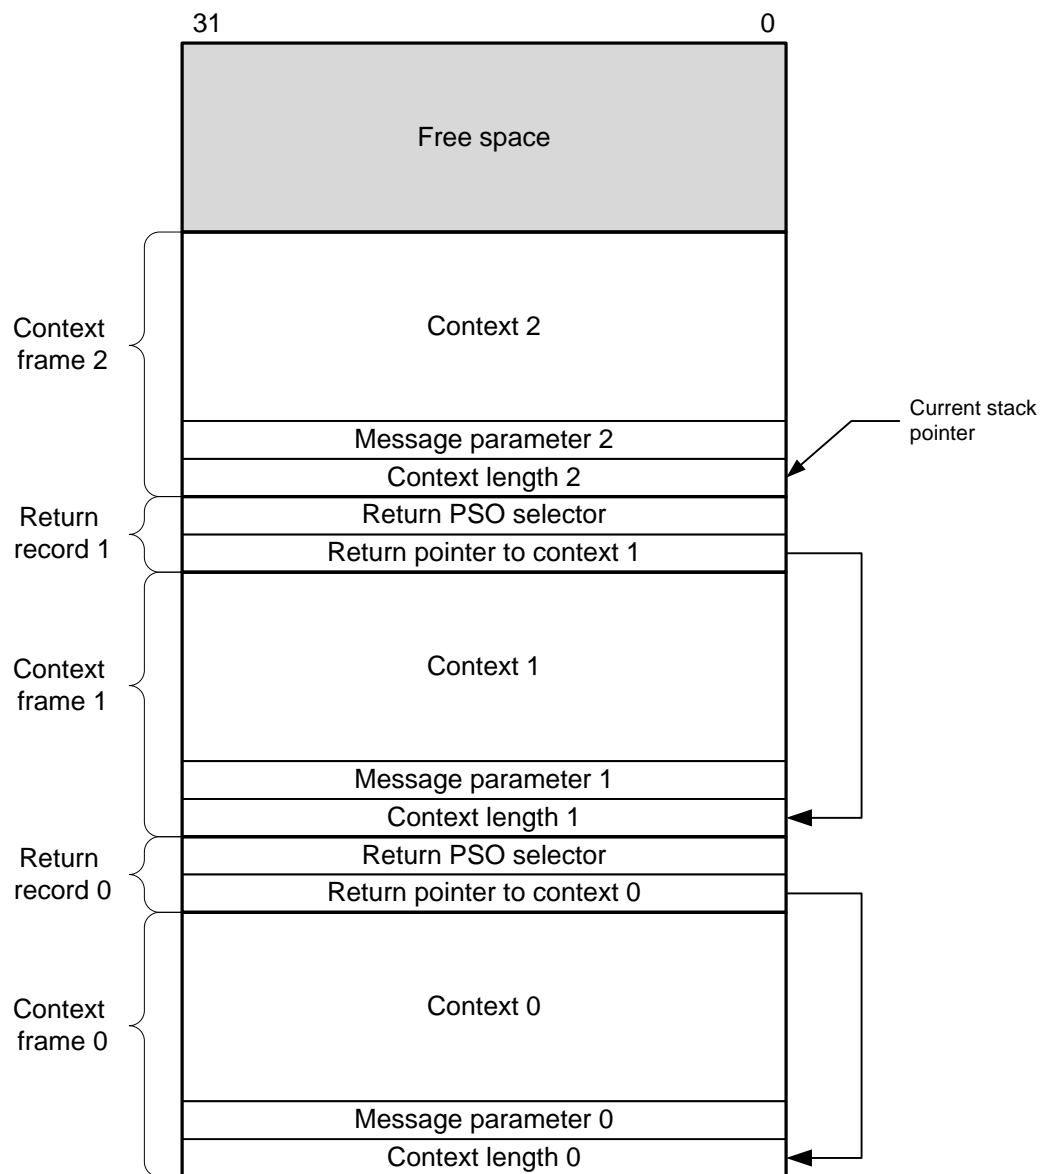 31 0
Free space
Context 2
Context
frame 2
Current stack
pointer
Message parameter 2
Context length 2
Return
record 1
Return PSO selector
Return pointer to context 1
Context 1
Context
frame 1
Message parameter 1
Context length 1
Return
record 0
Return PSO selector
Return pointer to context 0
Context 0
Context
frame 0
Message parameter 0
Context length 0